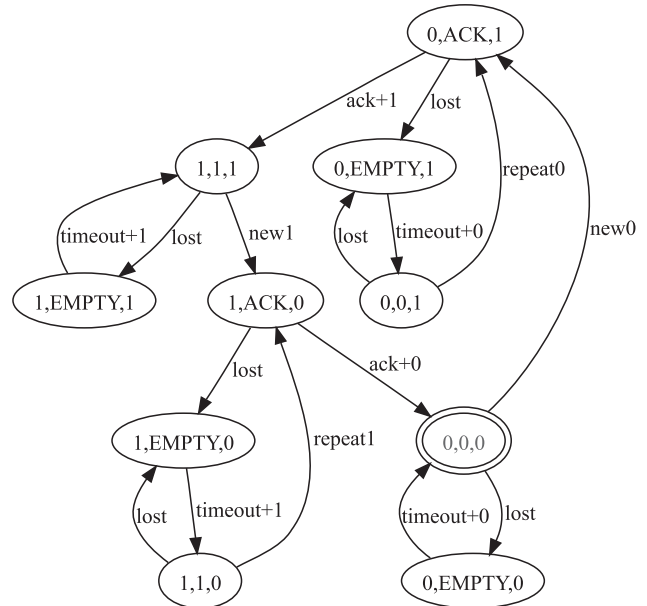 0,ACK,1
ack+1
lost
1,1,1
0,EMPTY,1
repeat0
timeout+1
lost
new1
lost
timeout+0
new0
1,EMPTY,1
1,ACK,0
0,0,1
lost
ack+0
1,EMPTY,0
repeat1
0,0,0
lost
timeout+1
timeout+0
lost
1,1,0
0,EMPTY,0